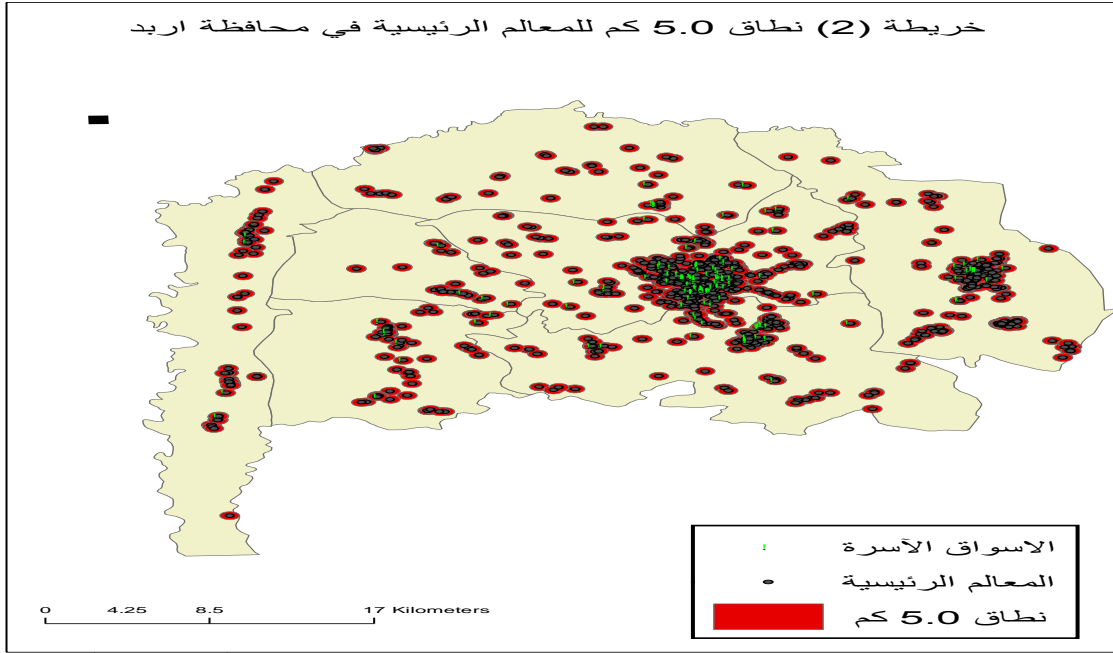 خريطة (2) نطاق 5.0 كم للمعالم الرئيسية في محافظة اربد
الاسواق الآسرة
المعالم الرئيسية
نطاق 5.0 كم
0 4.25 8.5 17 Kilometers